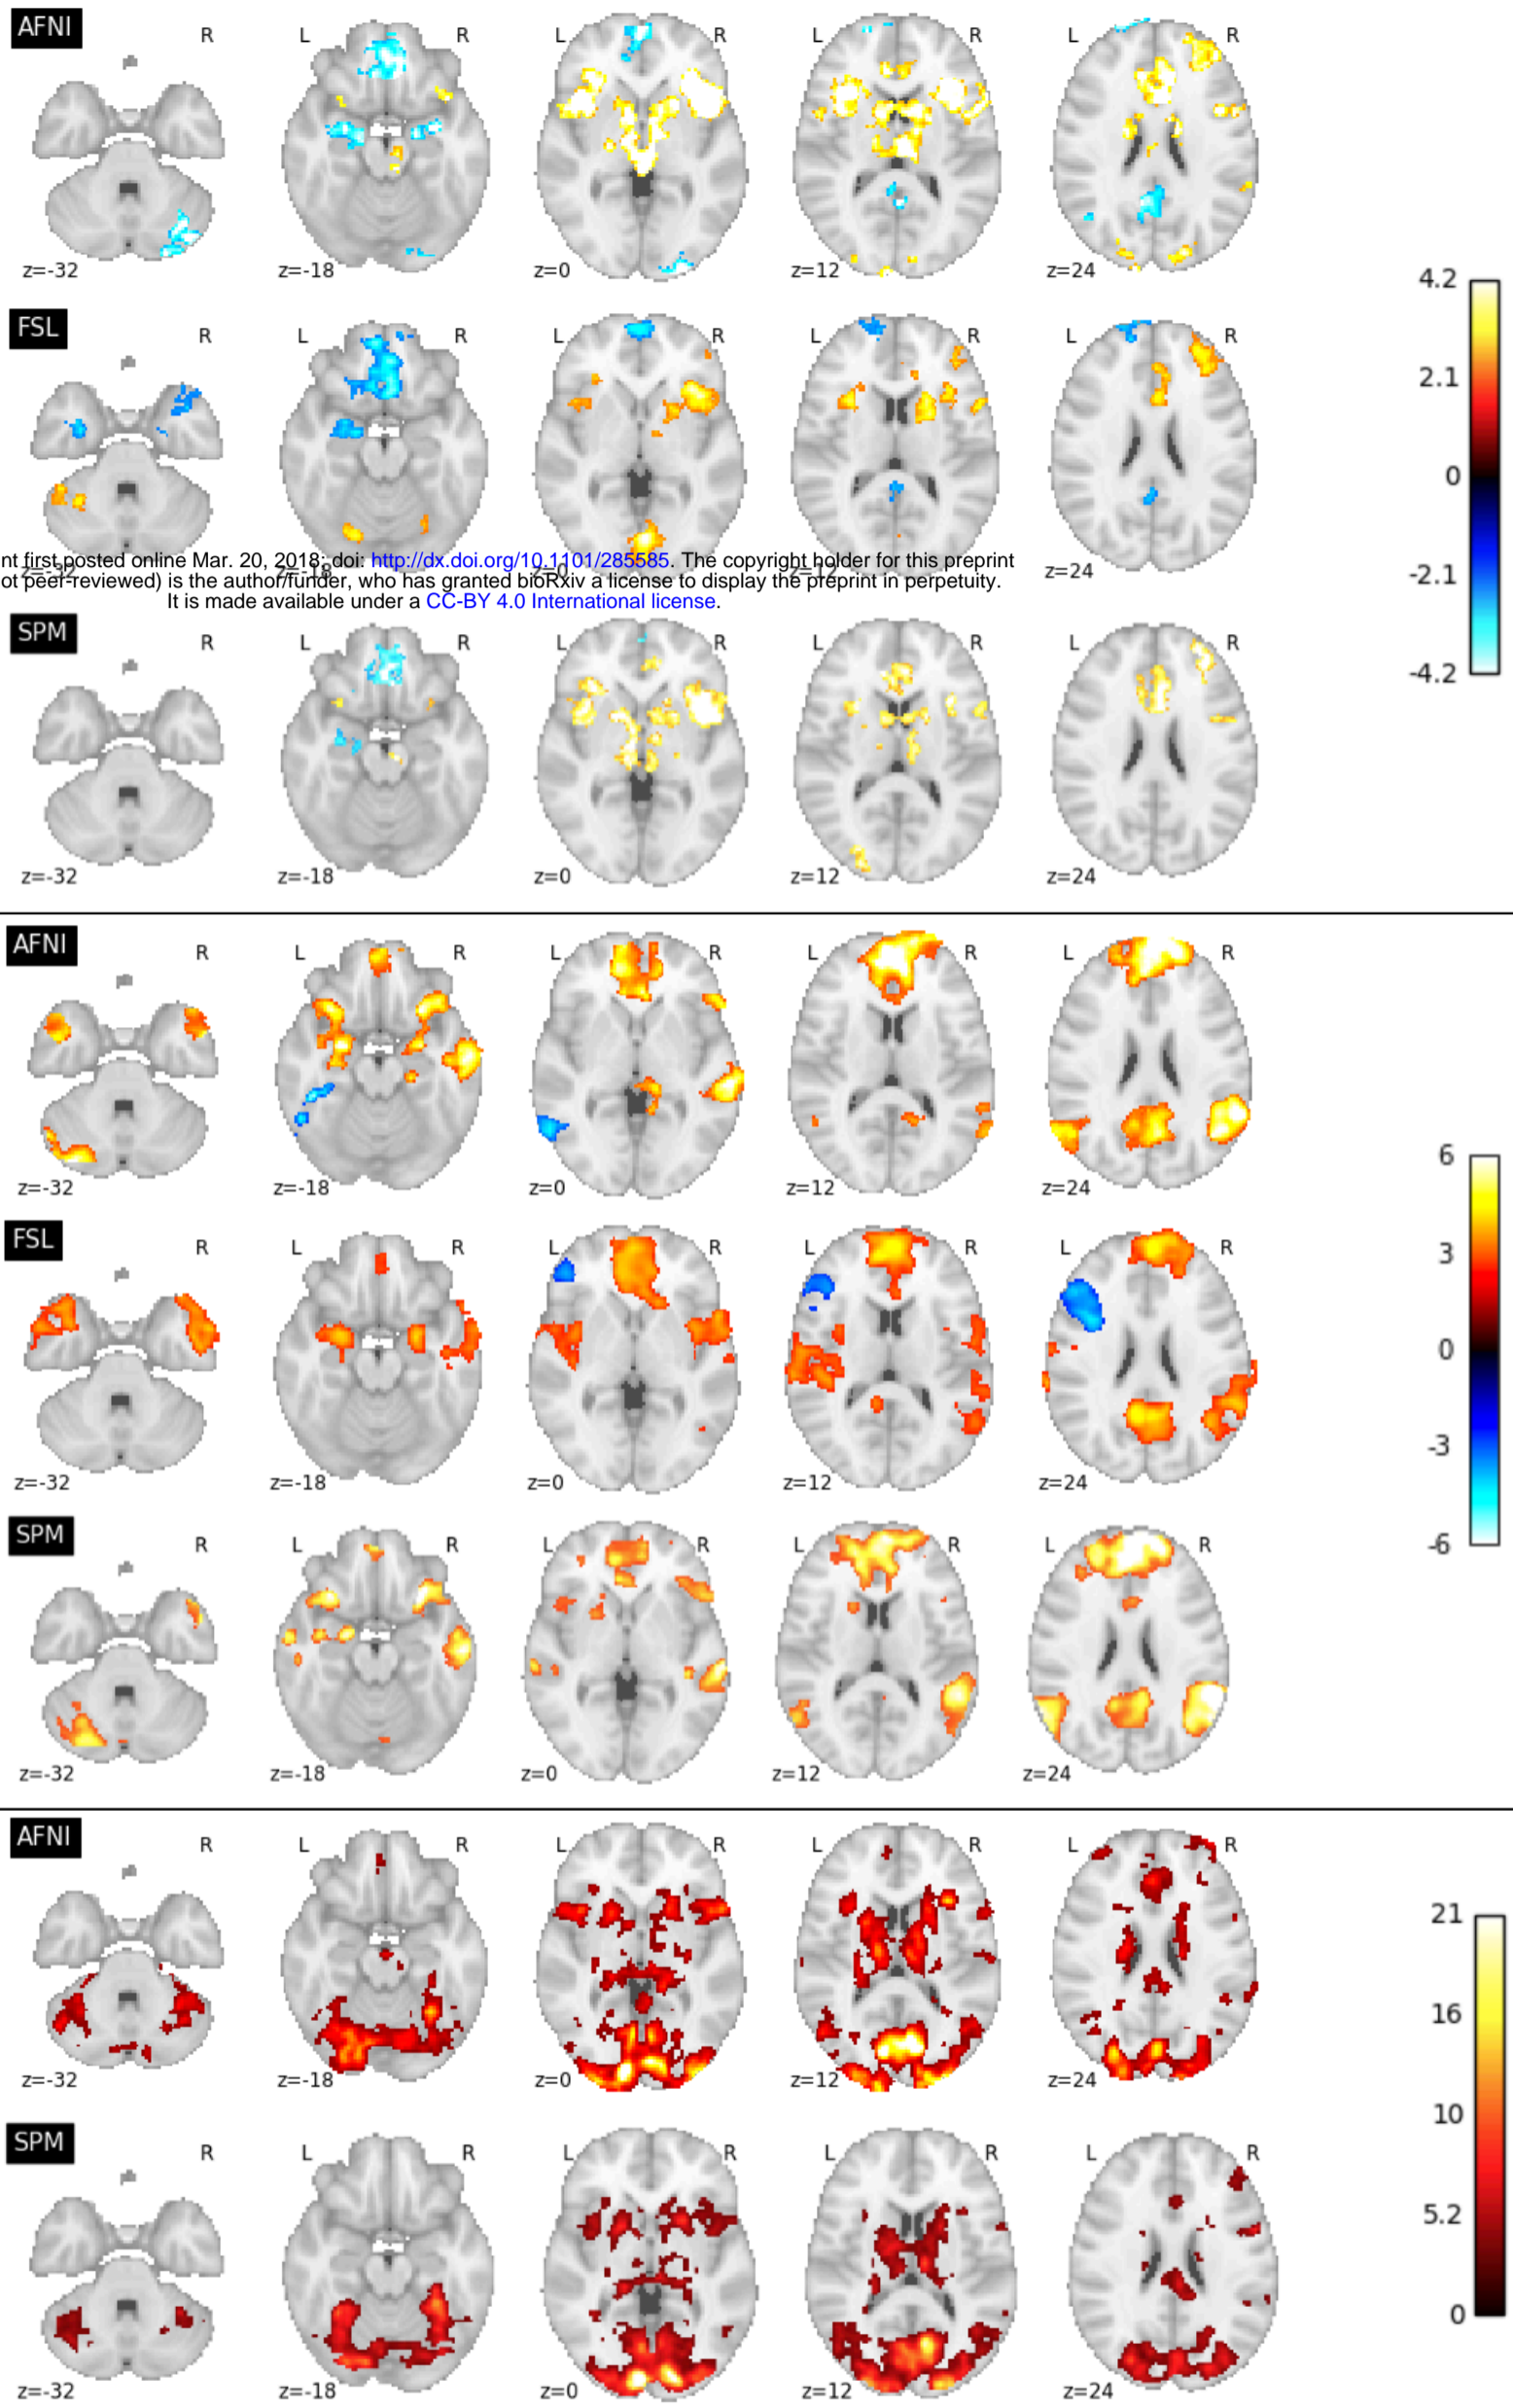 AFNI
R L R L R L R L R
z=-32 z=-18 z=0 z=12 z=24
FSL
R L R L R L R L R
nt first posted online Mar. 20, 2018; doi: http://dx.doi.org/10.1101/285585. The copyright holder for this preprint
z=-32 z=-18 z=0 z=12 z=24
ot peer-reviewed) is the author/funder, who has granted bioRxiv a license to display the preprint in perpetuity.
It is made available under a CC-BY 4.0 International license.
SPM
R L R L R L R L R
z=-32 z=-18 z=0 z=12 z=24
4.2
2.1
0
-2.1
-4.2
AFNI
R L R L R L R L R
z=-32 z=-18 z=0 z=12 z=24
FSL
R L R L R L R L R
z=-32 z=-18 z=0 z=12 z=24
SPM
R L R L R L R L R
z=-32 z=-18 z=0 z=12 z=24
6
3
0
-3
-6
AFNI
R L R L R L R L R
z=-32 z=-18 z=0 z=12 z=24
SPM
R L R L R L R L R
z=-32 z=-18 z=0 z=12 z=24
21
16
10
5.2
0